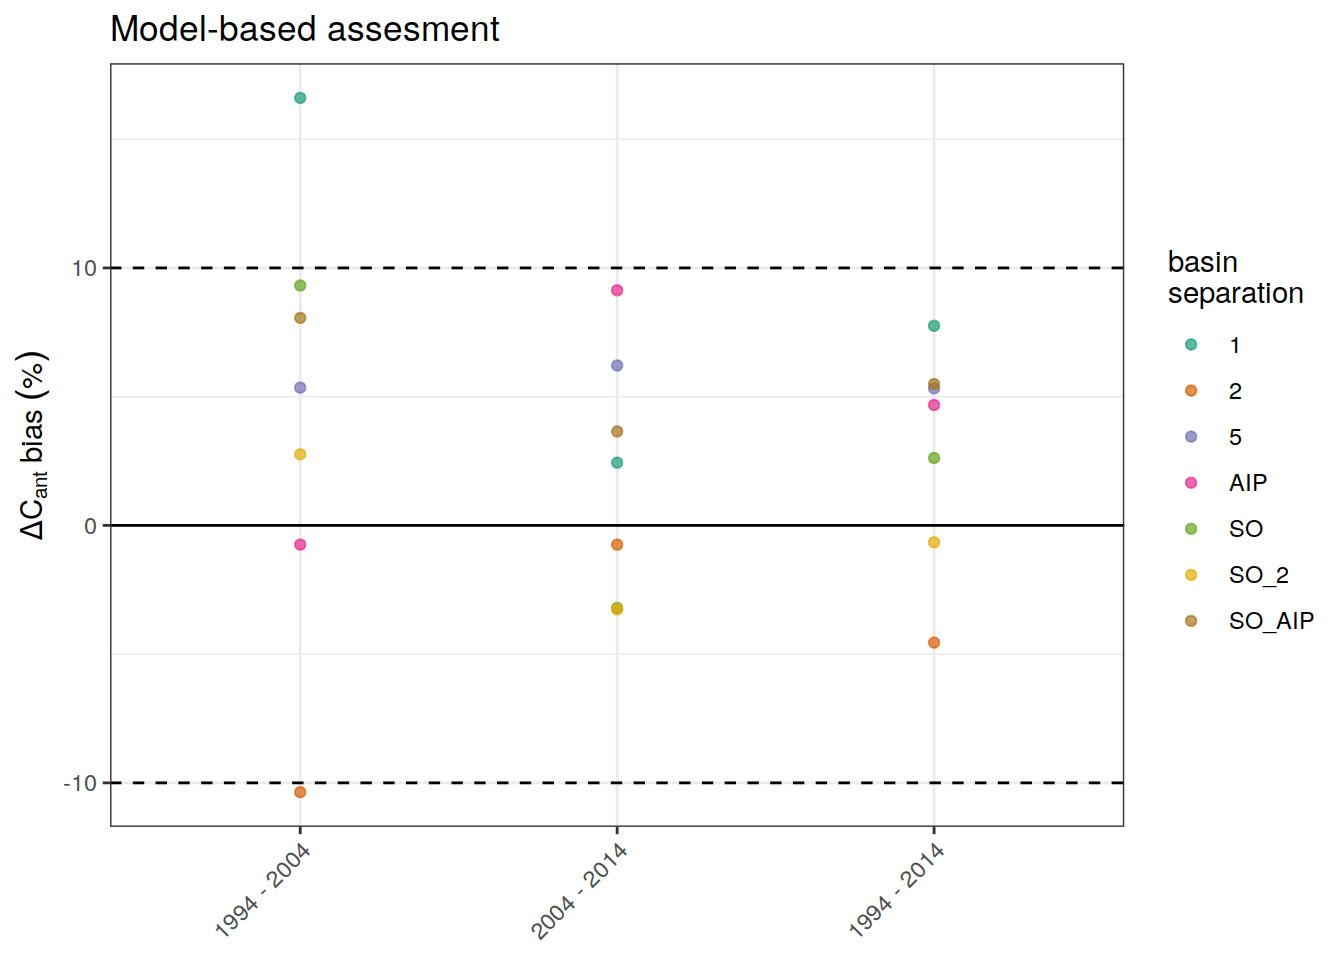 Model-based assesment
10
0
-10
ΔCant bias (%)
1994 - 2004
2004 - 2014
1994 - 2014
basin
separation
1
2
5
AIP
SO
SO_2
SO_AIP